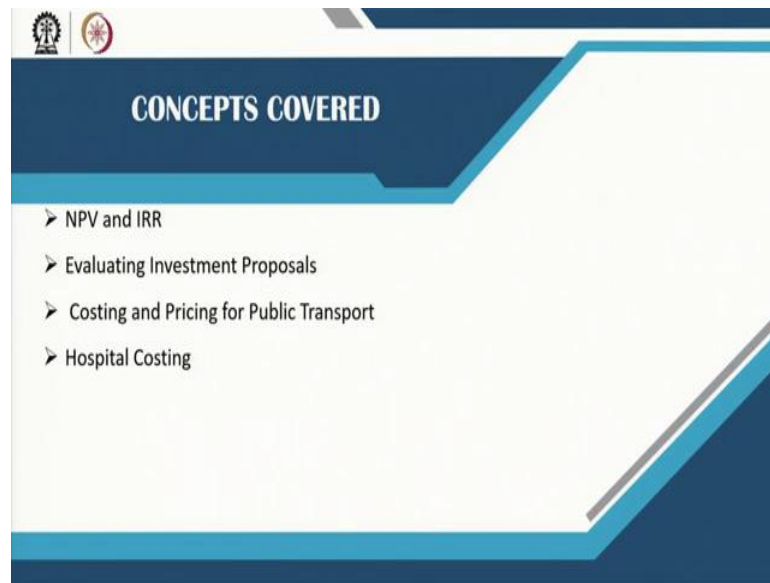 CONCEPTS COVERED
➤ NPV and IRR
➤ Evaluating Investment Proposals
➤ Costing and Pricing for Public Transport
➤ Hospital Costing